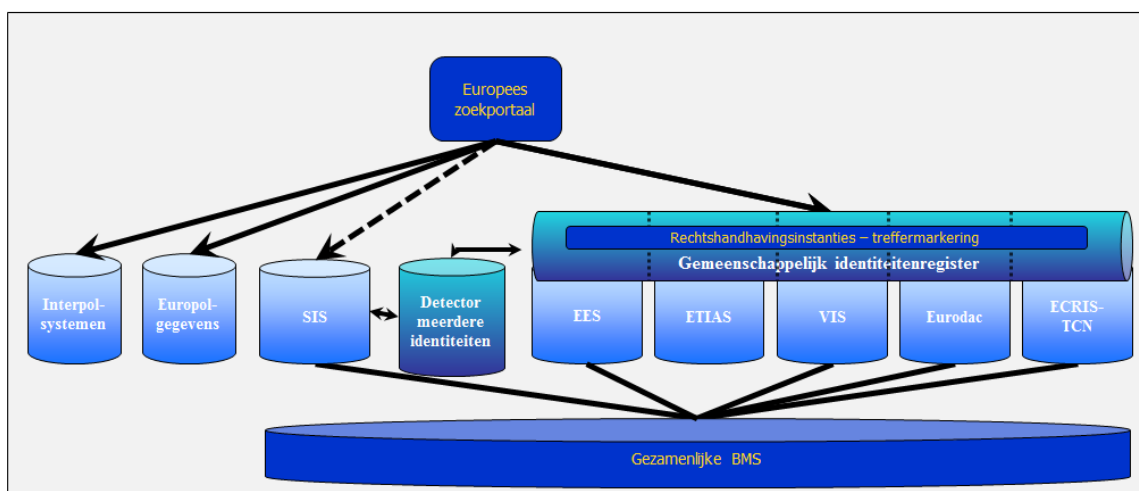 Europees
zoekportaal
Rechtshandhavingsinstanties – treffermarkering
Gemeenschappelijk identiteitenregister
Interpol-
systemen
Europol-
gegevens
SIS
Detector
meerdere
identiteiten
EES
ETIAS
VIS
Eurodac
ECRIS-
TCN
Gezamenlijke BMS